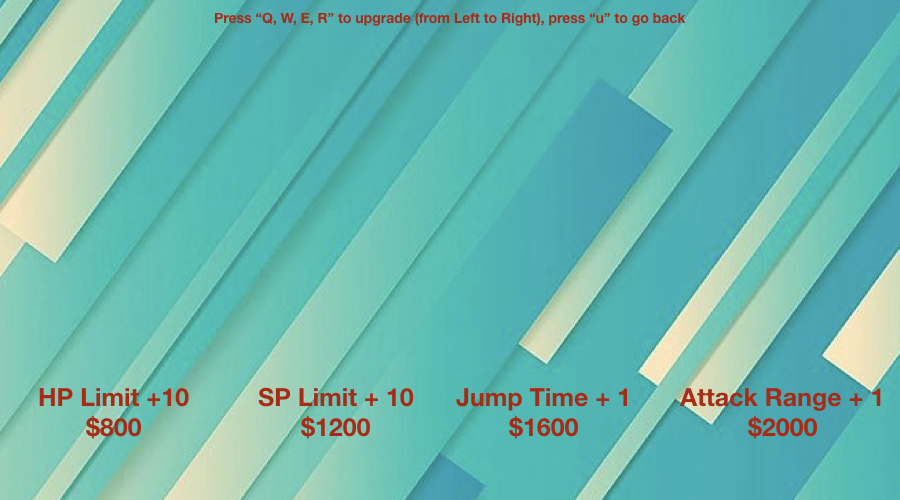 Press “Q, W, E, R” to upgrade (from Left to Right), press “u” to go back
HP Limit +10
$800
SP Limit + 10
$1200
Jump Time + 1
$1600
Attack Range + 1
$2000